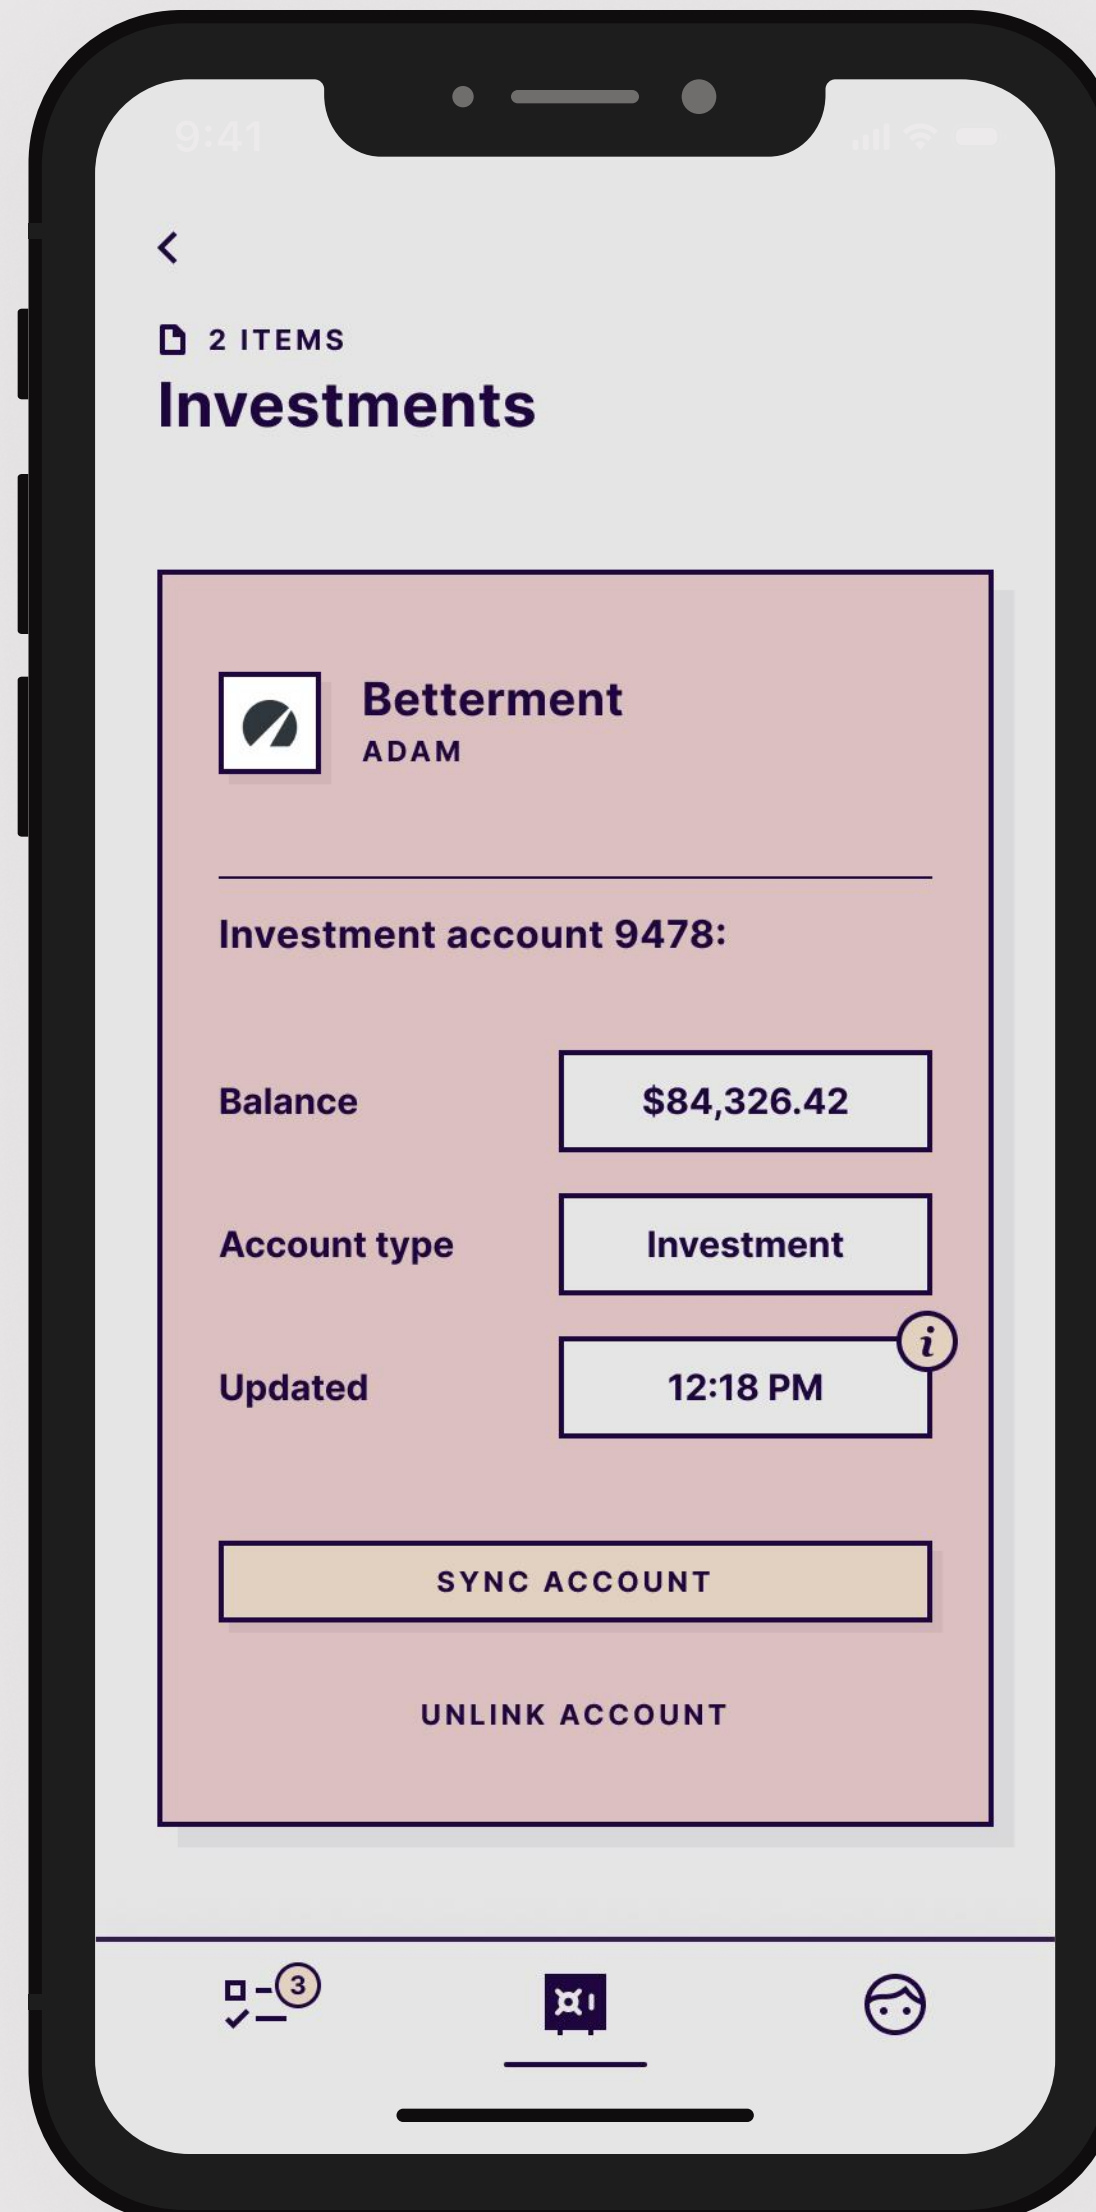 9:41
2 ITEMS
Investments
Betterment
ADAM
Investment account 9478:
Balance
$84,326.42
Account type
Investment
i
Updated
12:18 PM
SYNC ACCOUNT
UNLINK ACCOUNT
3